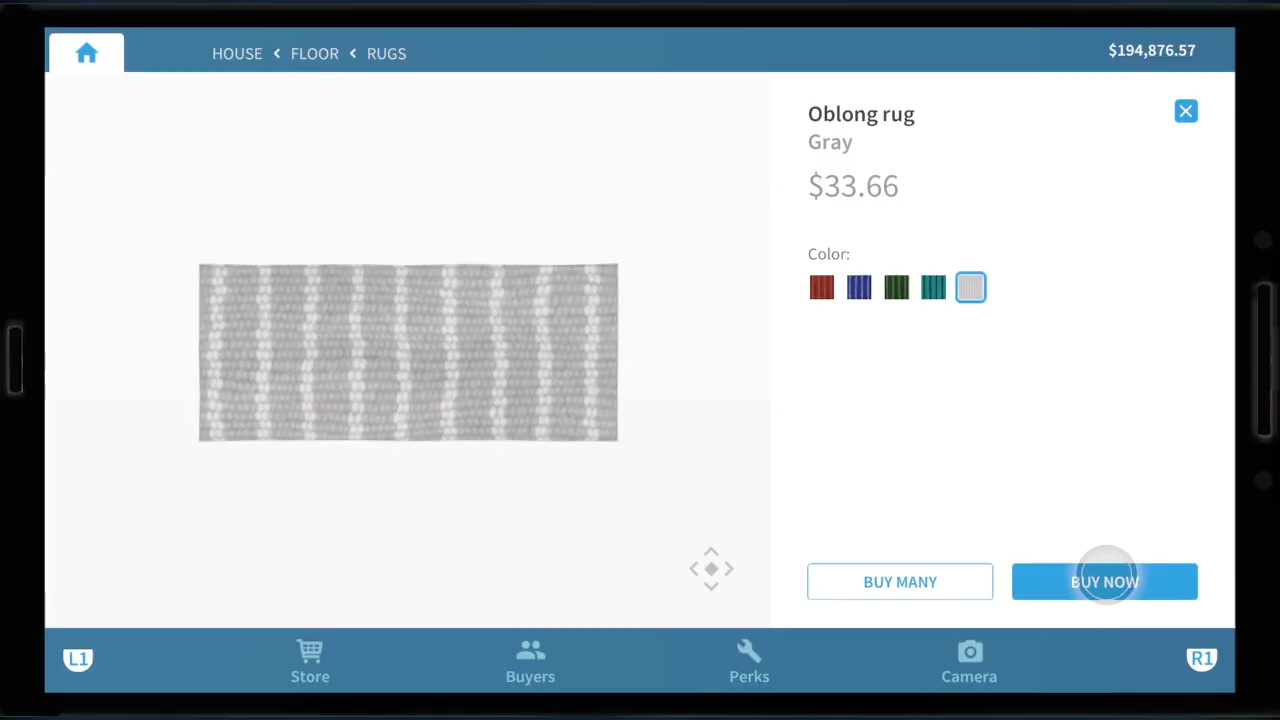 HOUSE < FLOOR < RUGS
$194,876.57
Oblong rug
Gray
$33.66
Color:
BUY MANY
BUY NOW
L1
Store
Buyers
Perks
Camera
R1